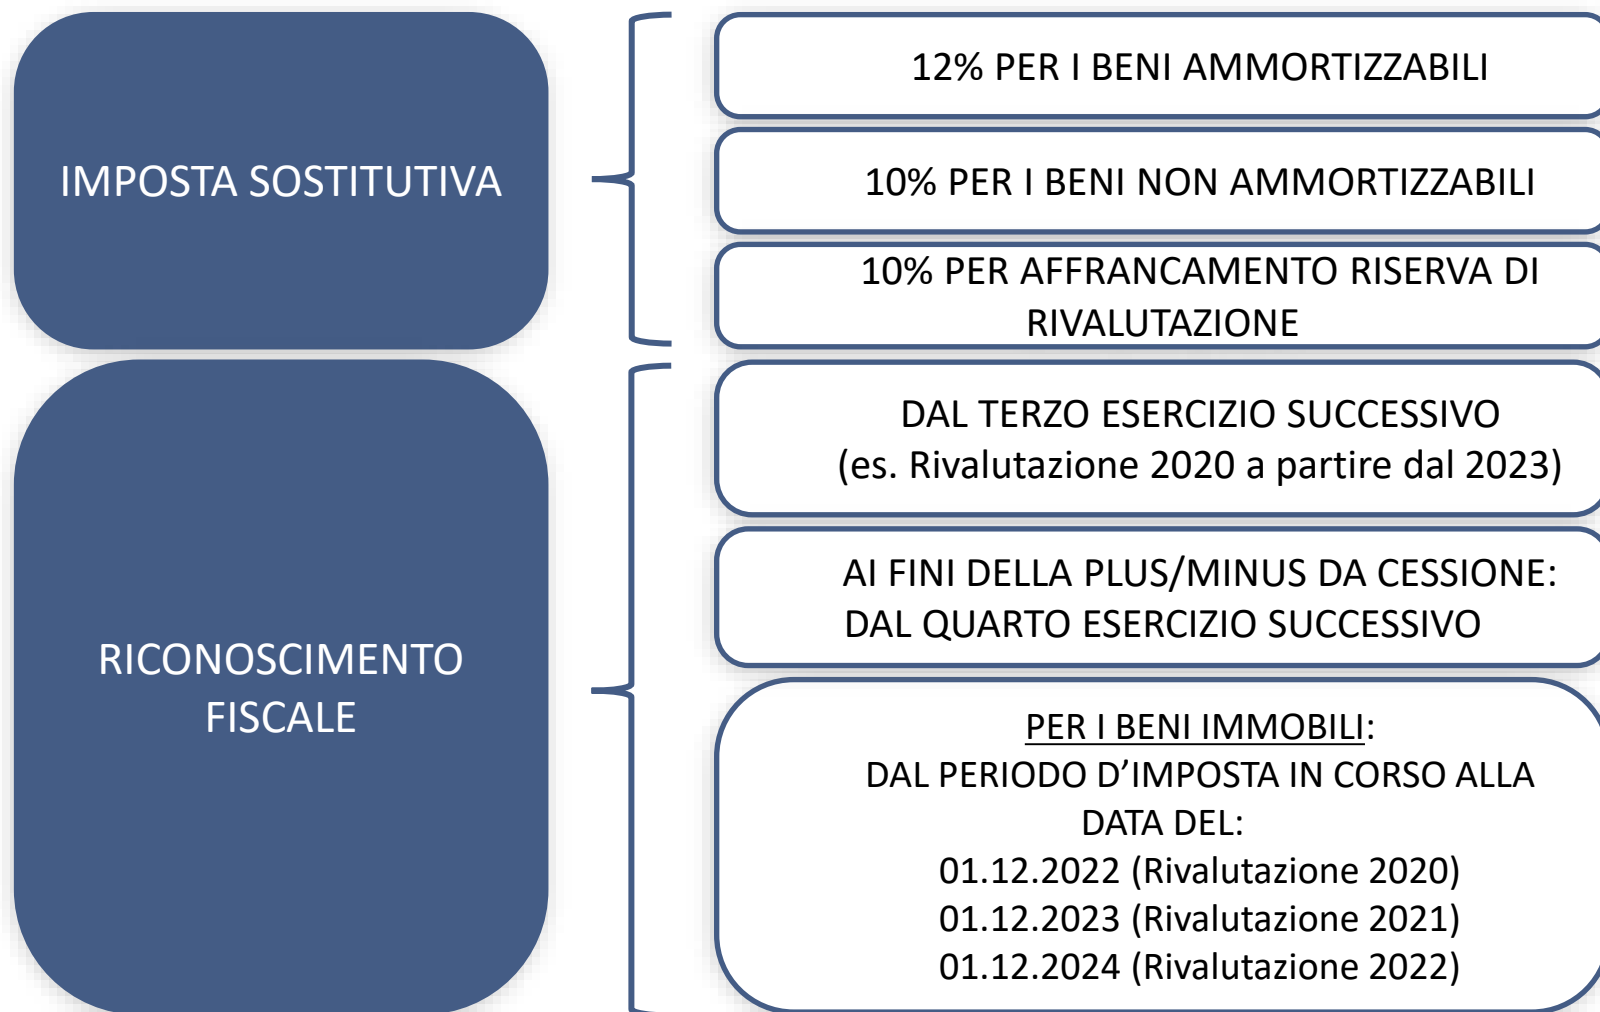 IMPOSTA SOSTITUTIVA
12% PER I BENI AMMORTIZZABILI
10% PER I BENI NON AMMORTIZZABILI
10% PER AFFRANCAMENTO RISERVA DI
RIVALUTAZIONE
RICONOSCIMENTO
FISCALE
DAL TERZO ESERCIZIO SUCCESSIVO
(es. Rivalutazione 2020 a partire dal 2023)
AI FINI DELLA PLUS/MINUS DA CESSIONE:
DAL QUARTO ESERCIZIO SUCCESSIVO
PER I BENI IMMOBILI:
DAL PERIODO D’IMPOSTA IN CORSO ALLA
DATA DEL:
01.12.2022 (Rivalutazione 2020)
01.12.2023 (Rivalutazione 2021)
01.12.2024 (Rivalutazione 2022)